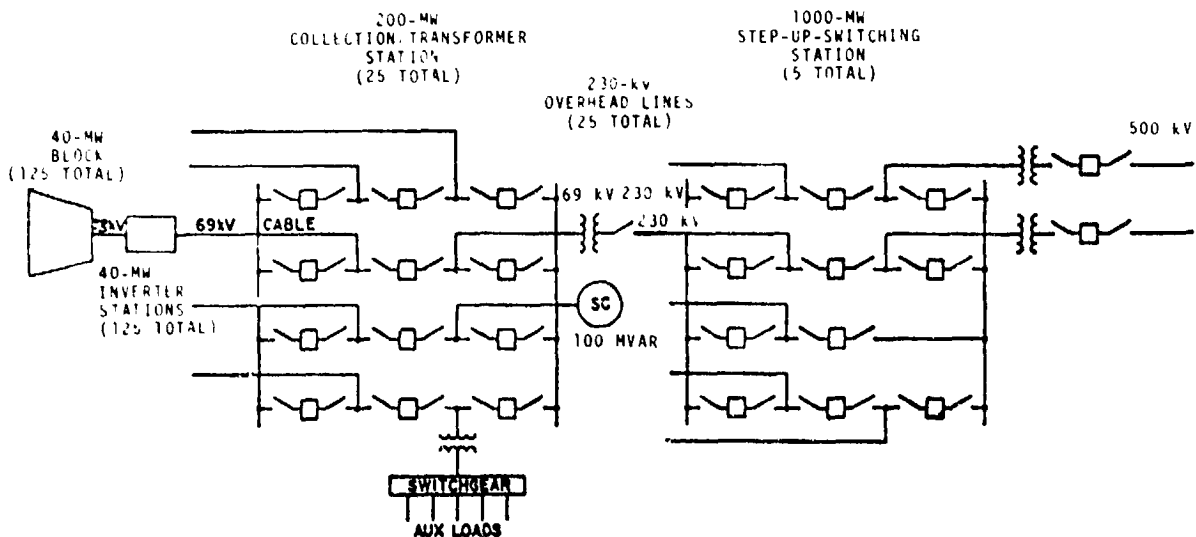 200-MW
COLLECTION/TRANSFORMER
STATION
(25 TOTAL)
1000-MW
STEP-UP-SWITCHING
STATION
(5 TOTAL)
230-kV
OVERHEAD LINES
(25 TOTAL)
500 kV
40-MW
BLOCK
(125 TOTAL)
69 kV 230 kV
69kV CABLE
230 kV
40-MW
INVERTER
STATIONS
(125 TOTAL)
SC
100 MVAR
SWITCHGEAR
AUX LOADS